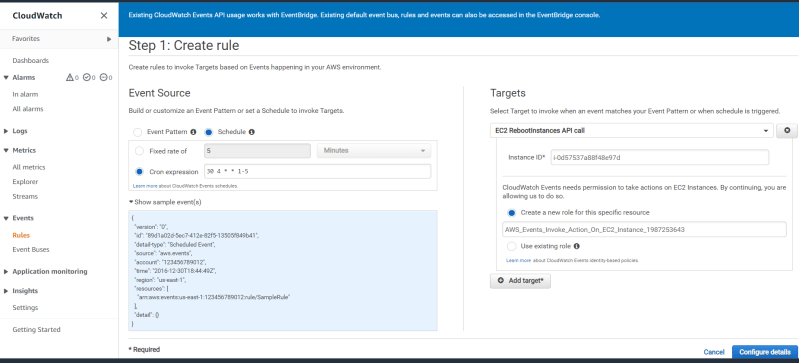 CloudWatch
Favorites
Dashboards
Alarms 0 0 0
In alarm
All alarms
Logs
Metrics
All metrics
Explorer
Streams
Events
Rules
Event Buses
Application monitoring
Insights
Settings
Getting Started
Existing CloudWatch Events API usage works with EventBridge. Existing default event bus, rules and events can also be accessed in the EventBridge console.
Step 1: Create rule
Create rules to invoke Targets based on Events happening in your AWS environment.
Event Source
Build or customize an Event Pattern or set a Schedule to invoke Targets.
Event Pattern Schedule
Fixed rate of 5 Minutes
Cron expression 30 4 * * 1-5
Learn more about CloudWatch Events schedules.
Show sample event(s)
{
"version": "0",
"id": "89d1a02d-5ec7-412e-82f5-13505f849b41",
"detail-type": "Scheduled Event",
"source": "aws.events",
"account": "123456789012",
"time": "2016-12-30T18:44:49Z",
"region": "us-east-1",
"resources": [
"arn:aws:events:us-east-1:123456789012:rule/SampleRule"
],
"detail": {}
}
* Required
Targets
Select Target to invoke when an event matches your Event Pattern or when schedule is triggered.
EC2 RebootInstances API call
Instance ID* i-0d57537a88f48e97d
CloudWatch Events needs permission to take actions on EC2 Instances. By continuing, you are
allowing us to do so.
Create a new role for this specific resource
AWS_Events_Invoke_Action_On_EC2_Instance_1987253643
Use existing role
Learn more about CloudWatch Events identity-based policies.
Add target*
Cancel Configure details